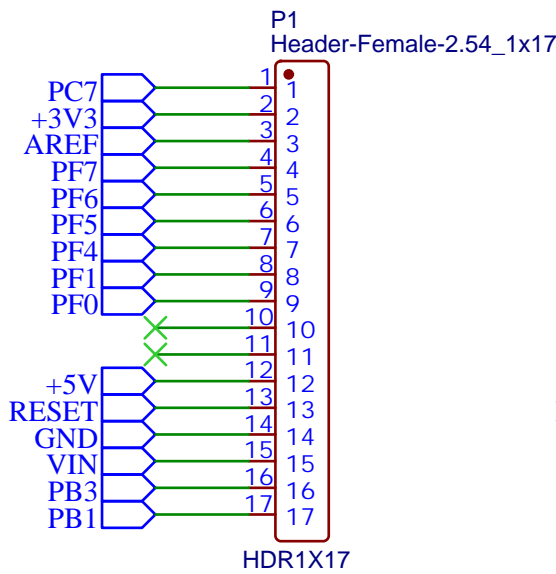 P1
Header-Female-2.54_1x17
PC7 1 1
+3V3 2 2
AREF 3 3
PF7 4 4
PF6 5 5
PF5 6 6
PF4 7 7
PF1 8 8
PF0 9 9
10 10
11 11
+5V 12 12
RESET 13 13
GND 14 14
VIN 15 15
PB3 16 16
PB1 17 17
HDR1X17